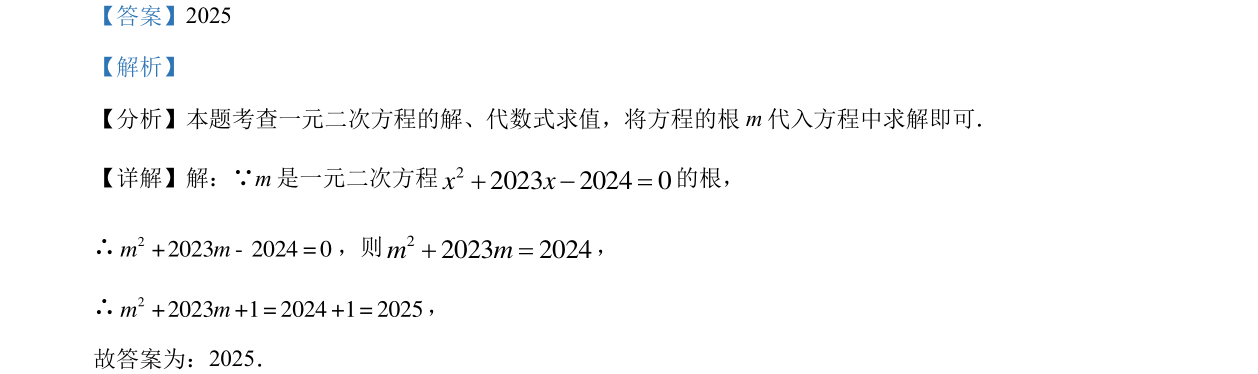 【答案】2025
【解析】
【分析】本题考查一元二次方程的解、代数式求值，将方程的根 m 代入方程中求解即可．
【详解】解：∵m 是一元二次方程 x² + 2023x − 2024 = 0 的根，
∴ m² + 2023m - 2024 = 0，则 m² + 2023m = 2024，
∴ m² + 2023m + 1 = 2024 + 1 = 2025，
故答案为：2025．